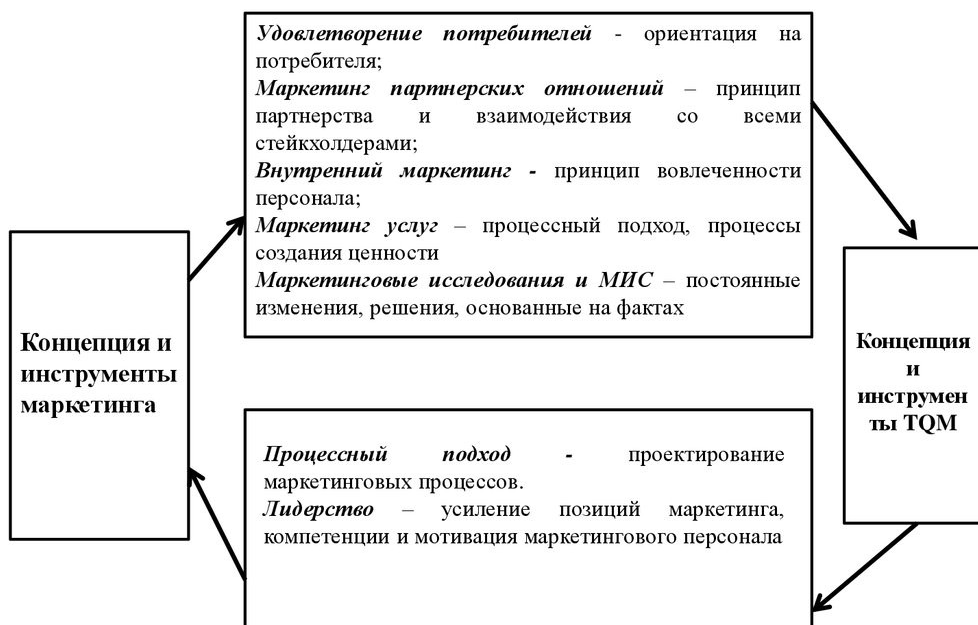 Удовлетворение потребителей - ориентация на
потребителя;
Маркетинг партнерских отношений – принцип
партнерства и взаимодействия со всеми
стейкхолдерами;
Внутренний маркетинг - принцип вовлеченности
персонала;
Маркетинг услуг – процессный подход, процессы
создания ценности
Маркетинговые исследования и МИС – постоянные
изменения, решения, основанные на фактах
Концепция и
инструменты
маркетинга
Концепция
и
инструмен
ты TQM
Процессный подход - проектирование
маркетинговых процессов.
Лидерство – усиление позиций маркетинга,
компетенции и мотивация маркетингового персонала